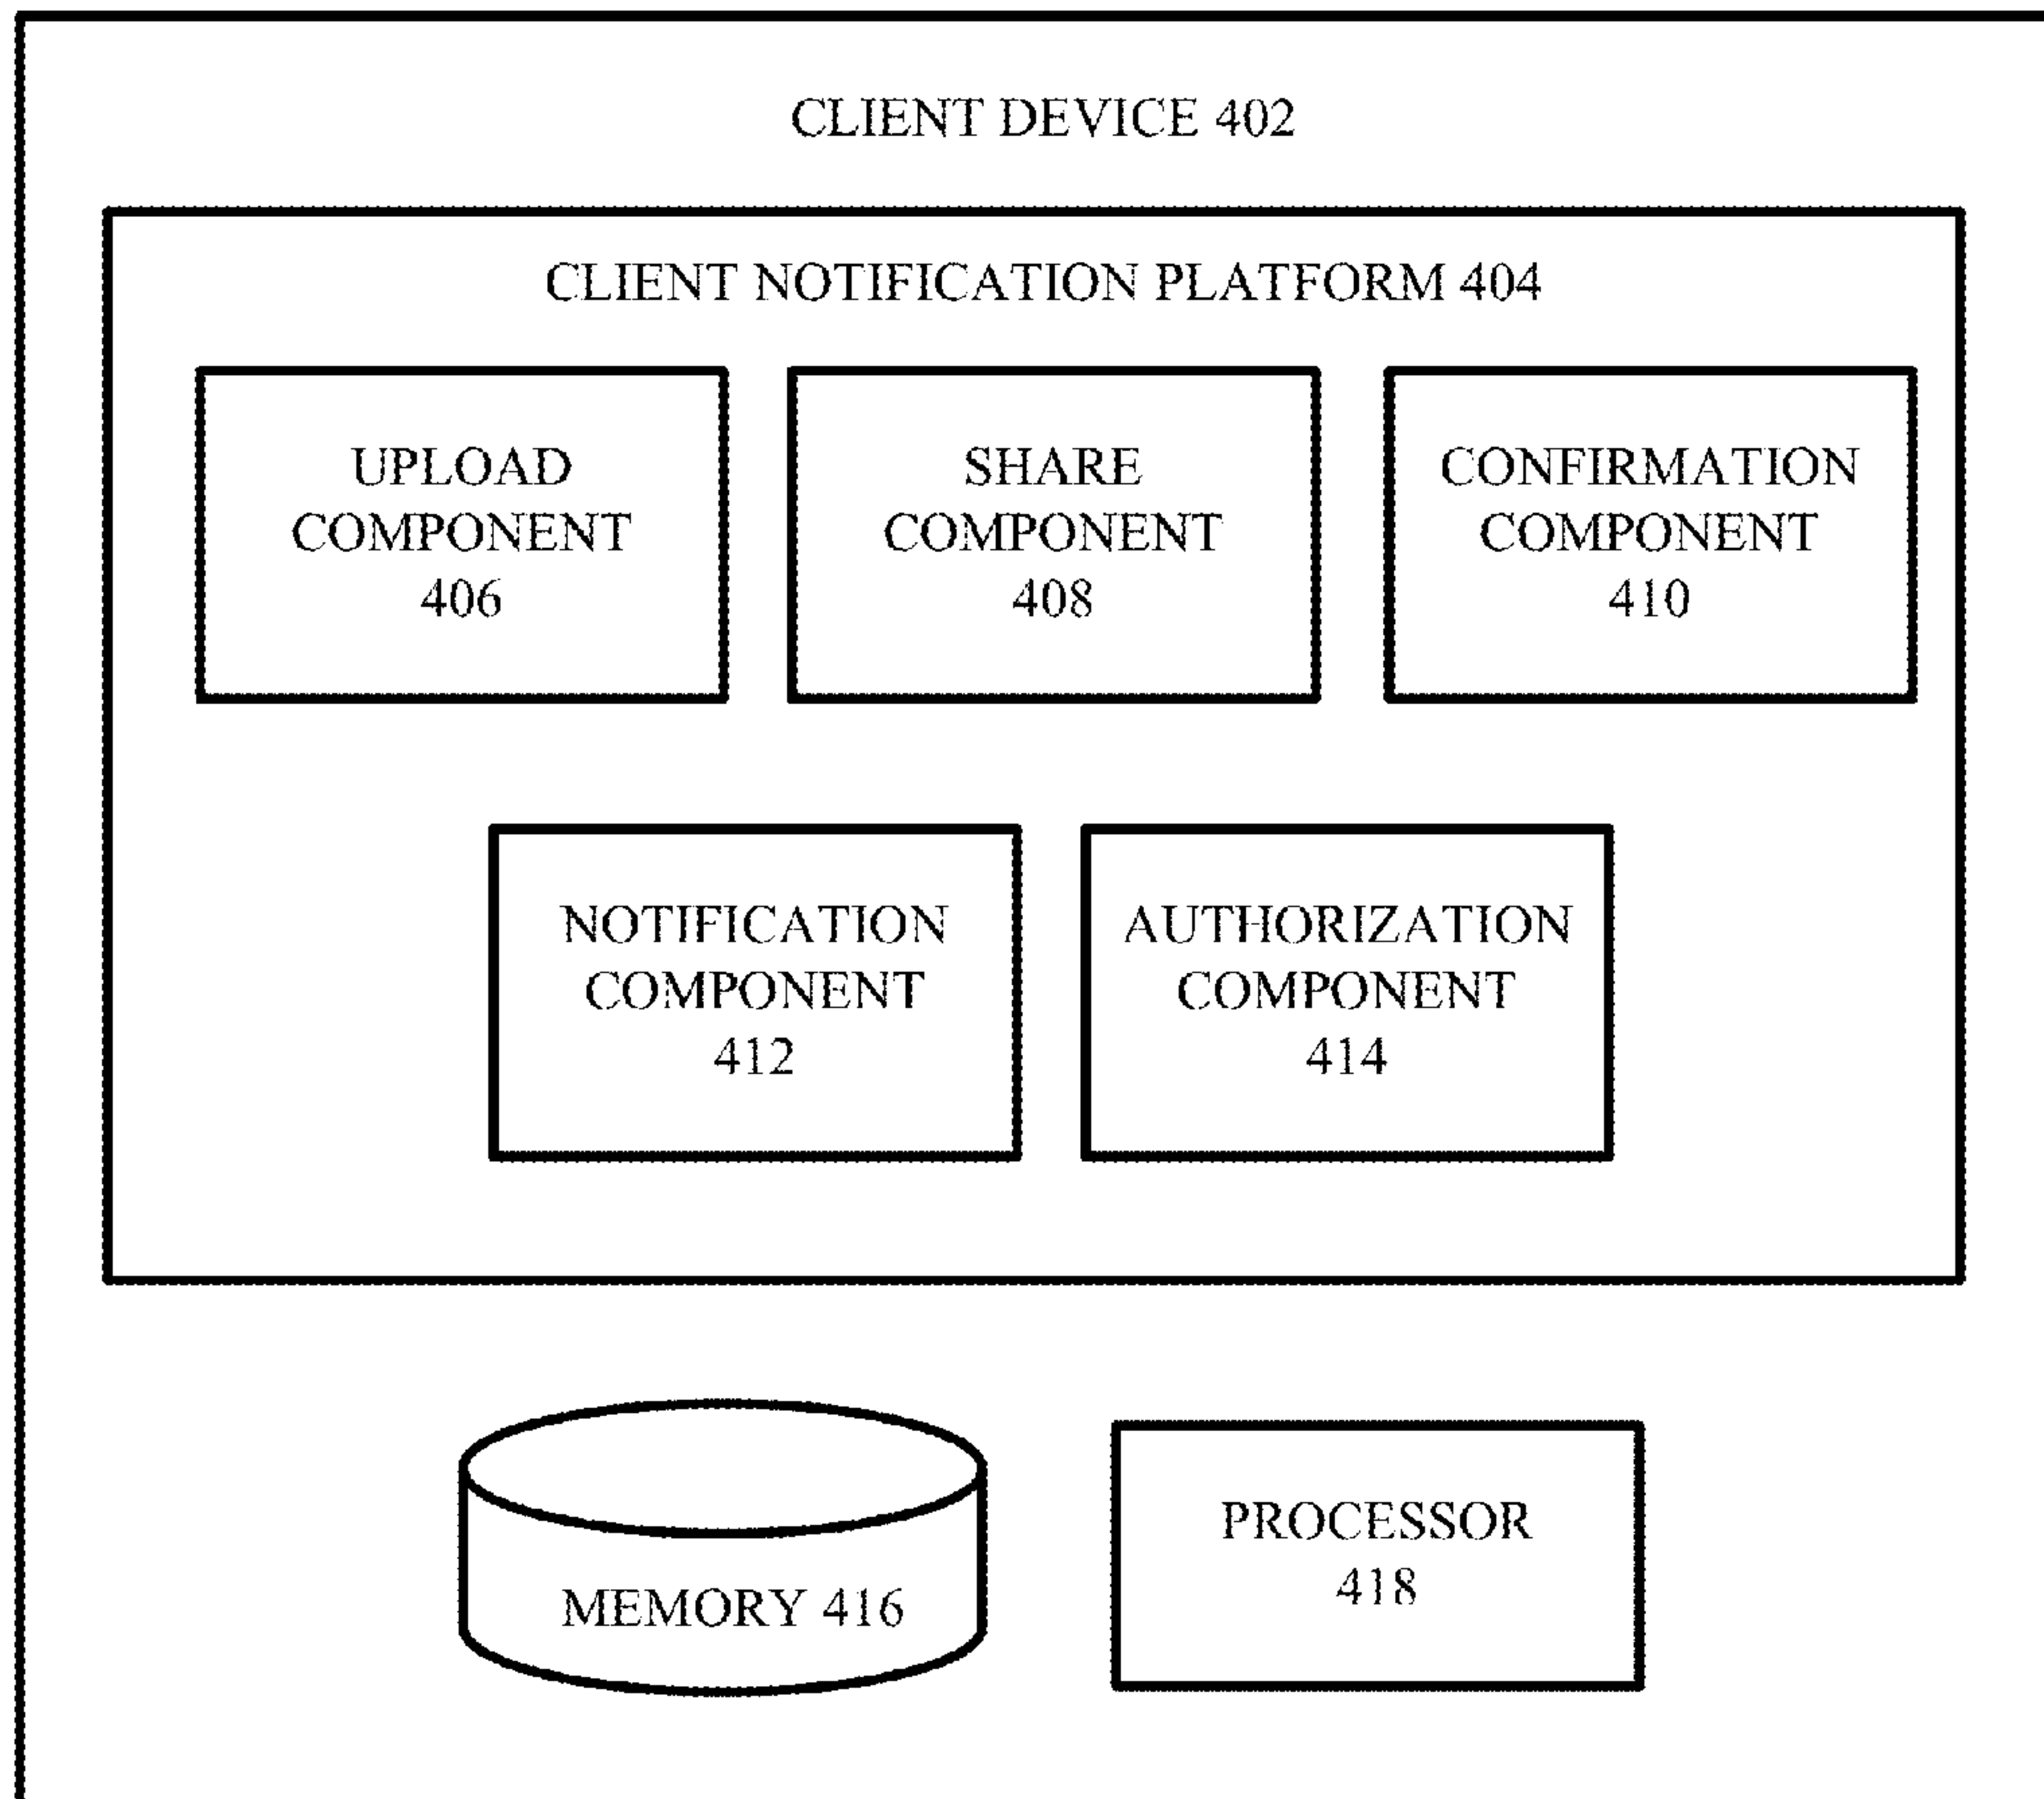 CLIENT DEVICE 402
CLIENT NOTIFICATION PLATFORM 404
UPLOAD
COMPONENT
406
SHARE
COMPONENT
408
CONFIRMATION
COMPONENT
410
NOTIFICATION
COMPONENT
412
AUTHORIZATION
COMPONENT
414
MEMORY 416
PROCESSOR
418